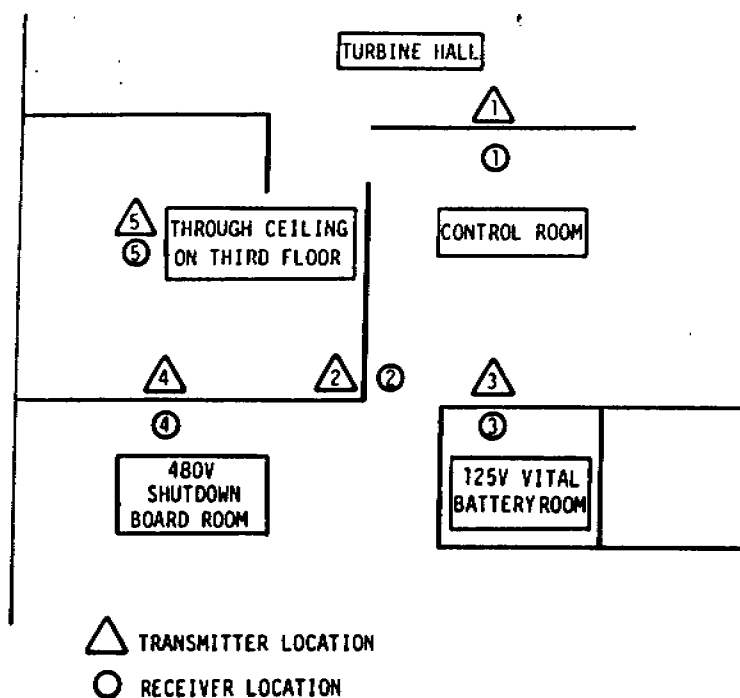 TURBINE HALL
1
1
5
5
THROUGH CEILING
ON THIRD FLOOR
CONTROL ROOM
4
2
2
3
4
3
480V
SHUTDOWN
BOARD ROOM
125V VITAL
BATTERY ROOM
TRANSMITTER LOCATION
RECEIVER LOCATION